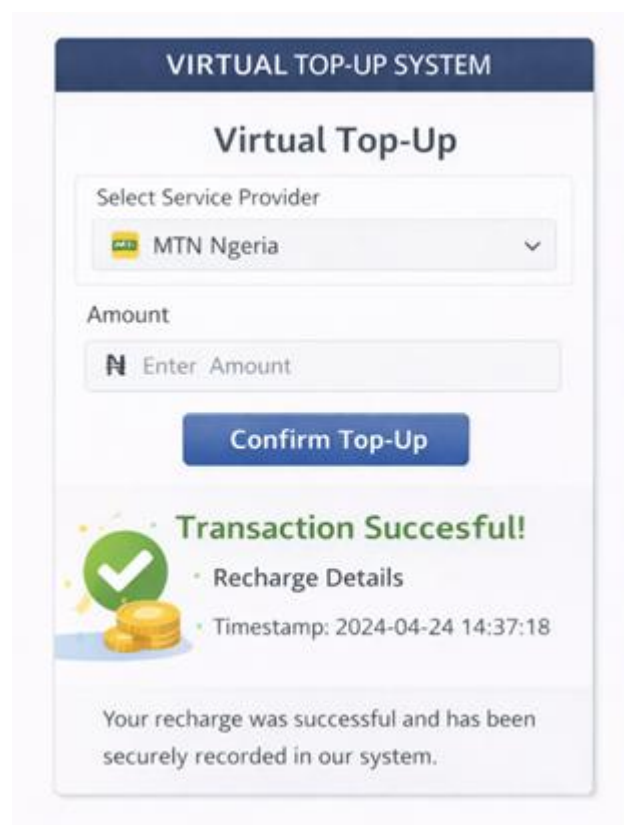 VIRTUAL TOP-UP SYSTEM
Virtual Top-Up
Select Service Provider
MTN Ngeria
Amount
₦ Enter Amount
Confirm Top-Up
Transaction Succesful!
Recharge Details
Timestamp: 2024-04-24 14:37:18
Your recharge was successful and has been
securely recorded in our system.